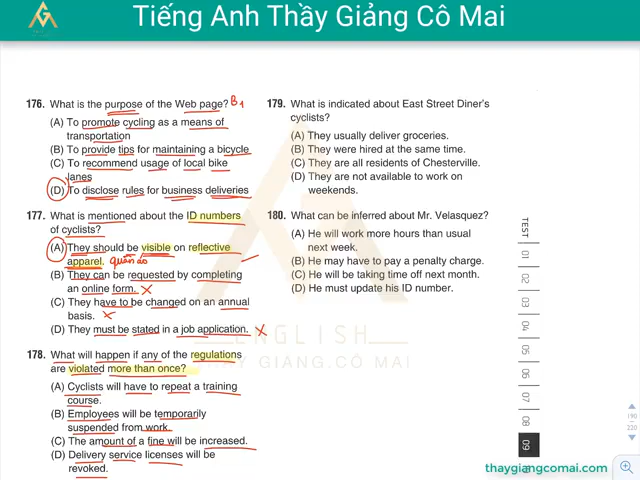 Tiếng Anh Thầy Giảng Cô Mai
176. What is the purpose of the Web page? B1
(A) To promote cycling as a means of
transportation
(B) To provide tips for maintaining a bicycle
(C) To recommend usage of local bike
lanes
(D) To disclose rules for business deliveries
177. What is mentioned about the ID numbers
of cyclists?
(A) They should be visible on reflective
apparel. quần áo
(B) They can be requested by completing
an online form. X
(C) They have to be changed on an annual
basis. X
(D) They must be stated in a job application. X
178. What will happen if any of the regulations
are violated more than once?
(A) Cyclists will have to repeat a training
course.
(B) Employees will be temporarily
suspended from work.
(C) The amount of a fine will be increased.
(D) Delivery service licenses will be
revoked.
179. What is indicated about East Street Diner's
cyclists?
(A) They usually deliver groceries.
(B) They were hired at the same time.
(C) They are all residents of Chesterville.
(D) They are not available to work on
weekends.
180. What can be inferred about Mr. Velasquez?
(A) He will work more hours than usual
next week.
(B) He may have to pay a penalty charge.
(C) He will be taking time off next month.
(D) He must update his ID number.
TEST
01
02
03
04
05
06
07
08
09
190
220
ENGLISH
THẦY GIẢNG.CÔ MAI
thaygiangcomai.com